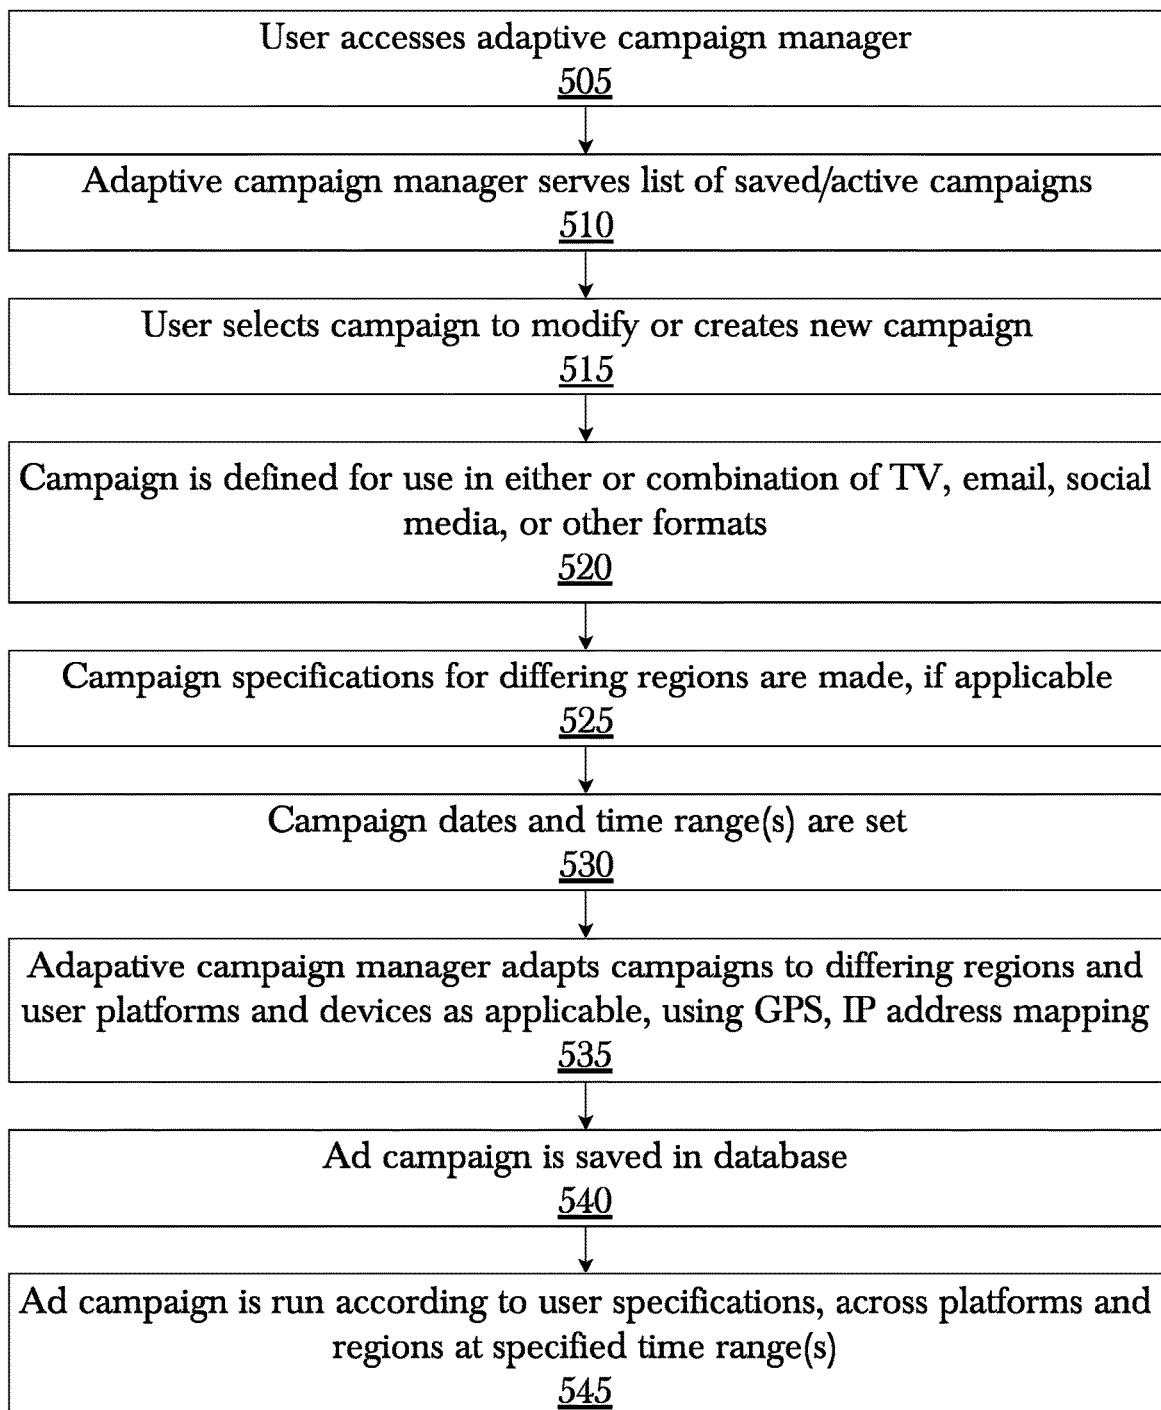 User accesses adaptive campaign manager
505
Adaptive campaign manager serves list of saved/active campaigns
510
User selects campaign to modify or creates new campaign
515
Campaign is defined for use in either or combination of TV, email, social
media, or other formats
520
Campaign specifications for differing regions are made, if applicable
525
Campaign dates and time range(s) are set
530
Adapative campaign manager adapts campaigns to differing regions and
user platforms and devices as applicable, using GPS, IP address mapping
535
Ad campaign is saved in database
540
Ad campaign is run according to user specifications, across platforms and
regions at specified time range(s)
545